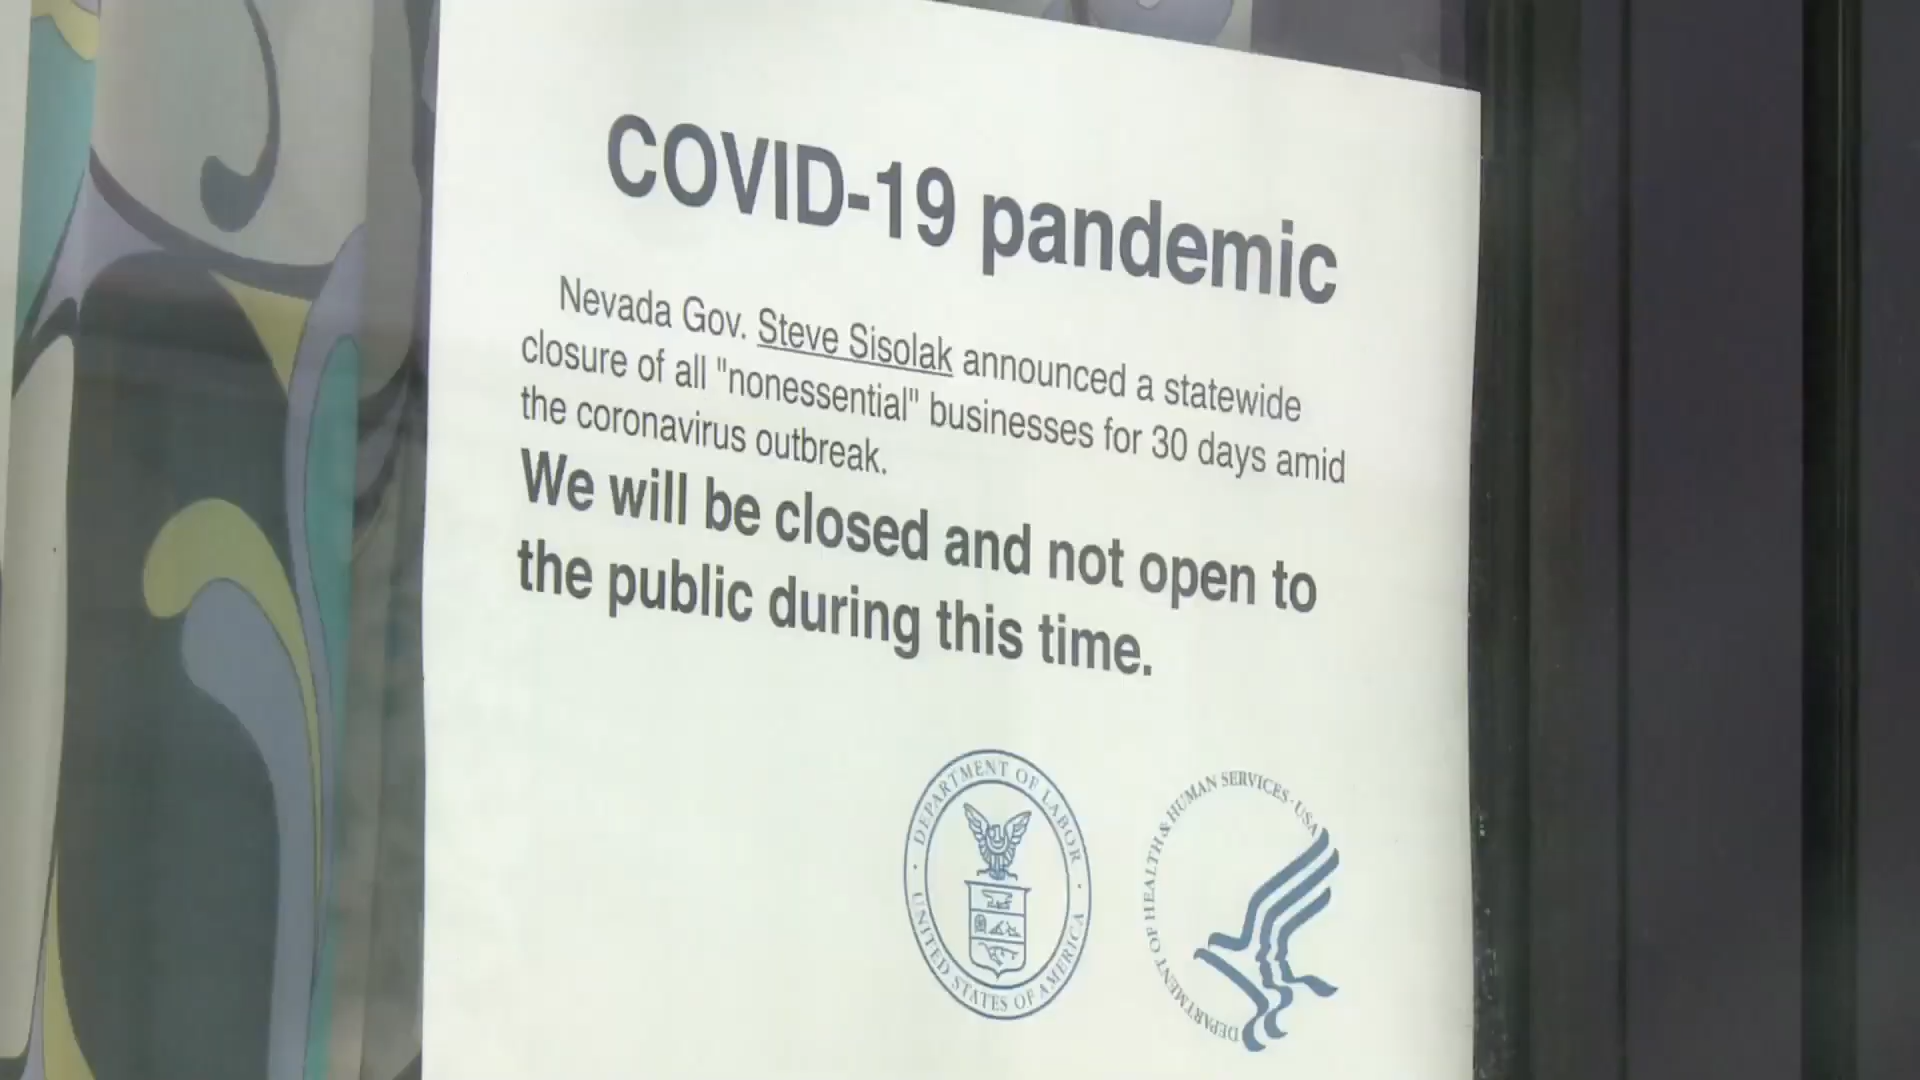 COVID-19 pandemic
Nevada Gov. Steve Sisolak announced a statewide
closure of all "nonessential" businesses for 30 days amid
the coronavirus outbreak.
We will be closed and not open to
the public during this time.
DEPARTMENT OF LABOR
UNITED STATES OF AMERICA
DEPARTMENT OF HEALTH & HUMAN SERVICES · USA